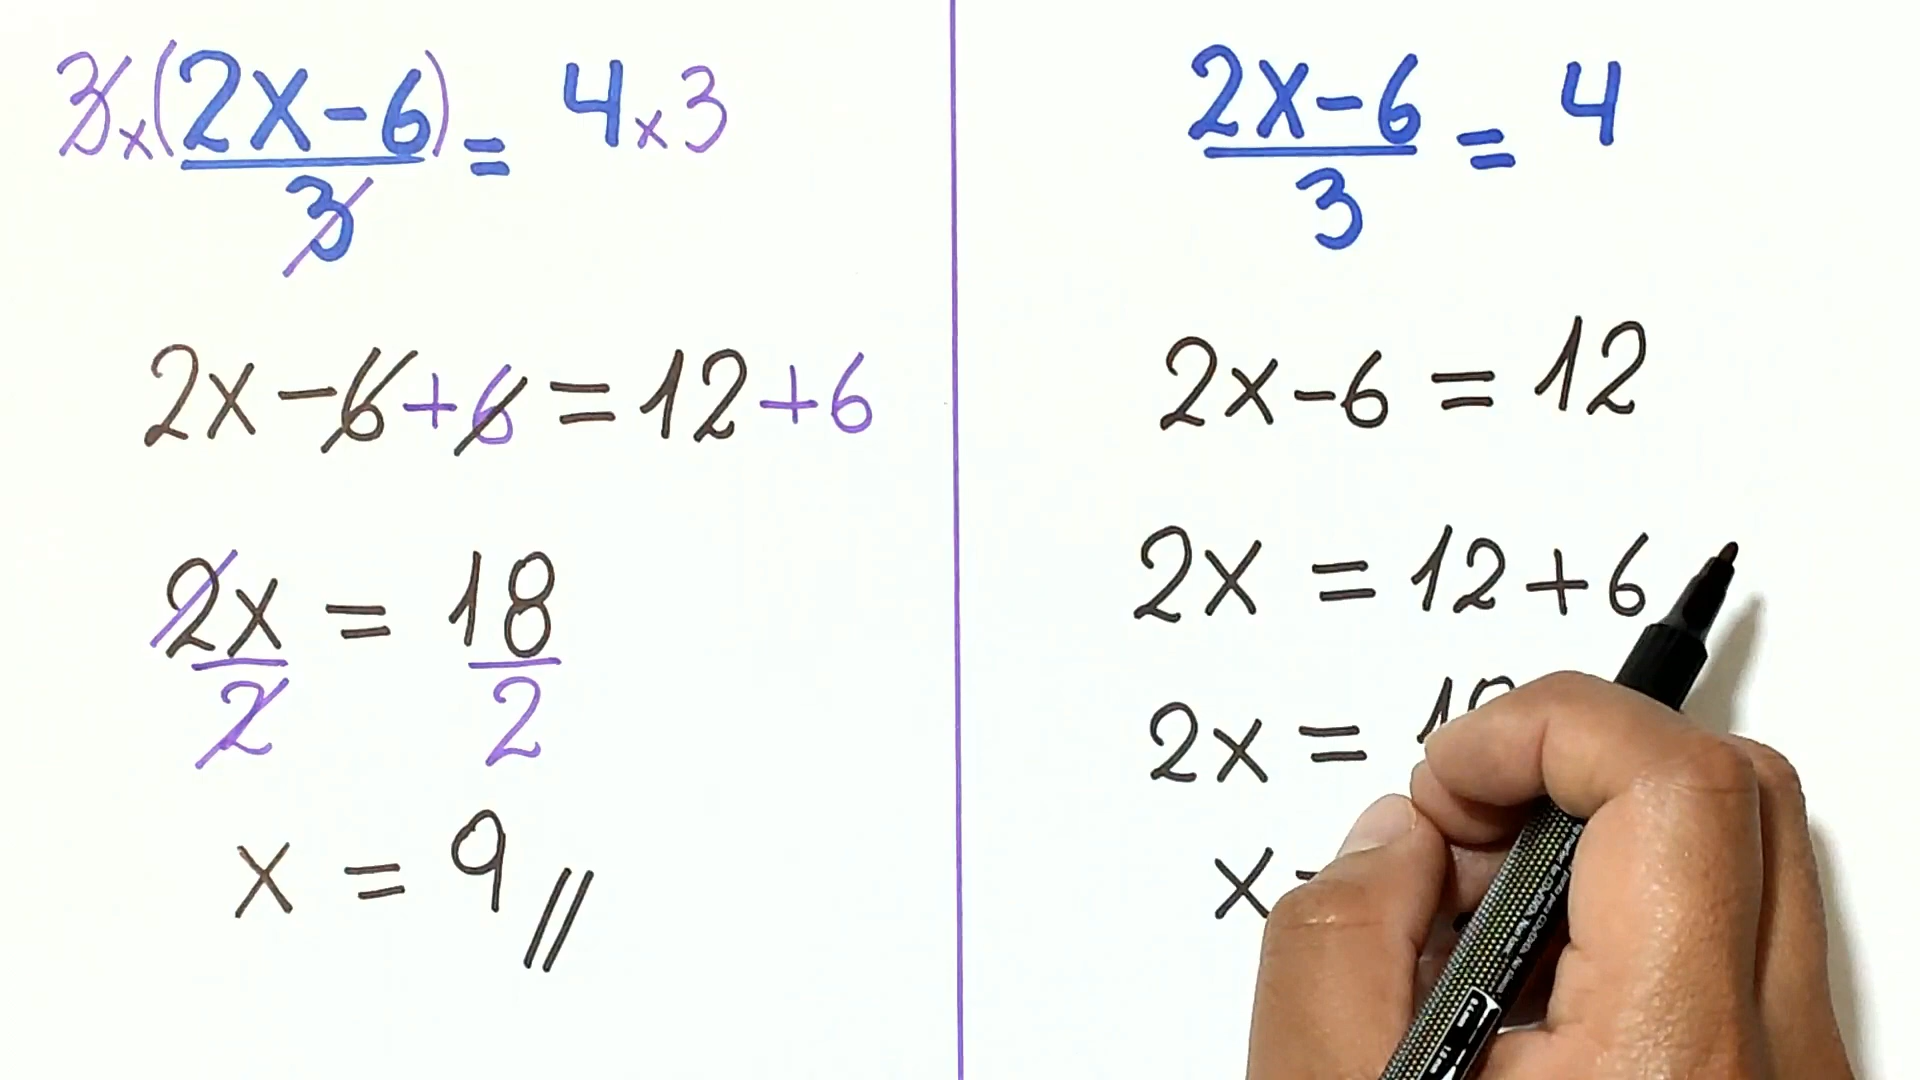 3x(2x-6)/3 = 4x3
2x-6+6 = 12+6
2x/2 = 18/2
x = 9
2x-6/3 = 4
2x-6 = 12
2x = 12+6
2x =
x